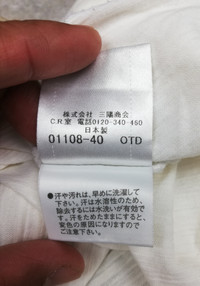 株式会社 三陽商会
C.R室 電話0120-340-460
日本製
01108-40 OTD
●汗や汚れは、早めに洗濯して
下さい。汗は水溶性のため、
除去するには水洗いが有効で
す。汗をためたままにすると、
変色の原因になりますので
ご注意下さい。